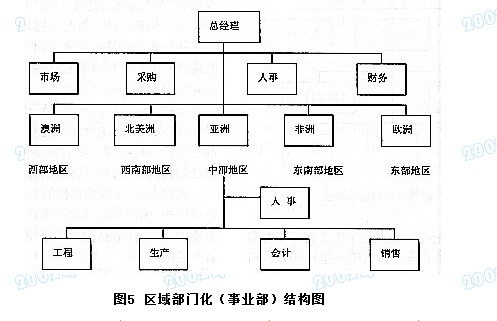 总经理
市场 采购 人事 财务
澳洲 北美洲 亚洲 非洲 欧洲
西部地区 西南部地区 中部地区 东南部地区 东部地区
人事
工程 生产 会计 销售
图5 区域部门化（事业部）结构图